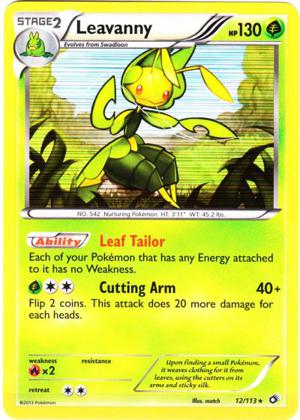 STAGE2 Leavanny HP130
Evolves from Swadloon
NO. 542 Nurturing Pokémon HT: 3'11" WT: 45.2 lbs.
Ability Leaf Tailor
Each of your Pokémon that has any Energy attached
to it has no Weakness.
Cutting Arm 40+
Flip 2 coins. This attack does 20 more damage for
each heads.
weakness resistance
×2
retreat
Upon finding a small Pokémon,
it weaves clothing for it from
leaves, using the cutters on its
arms and sticky silk.
©2013 Pokémon Illus. match 12/113 ★